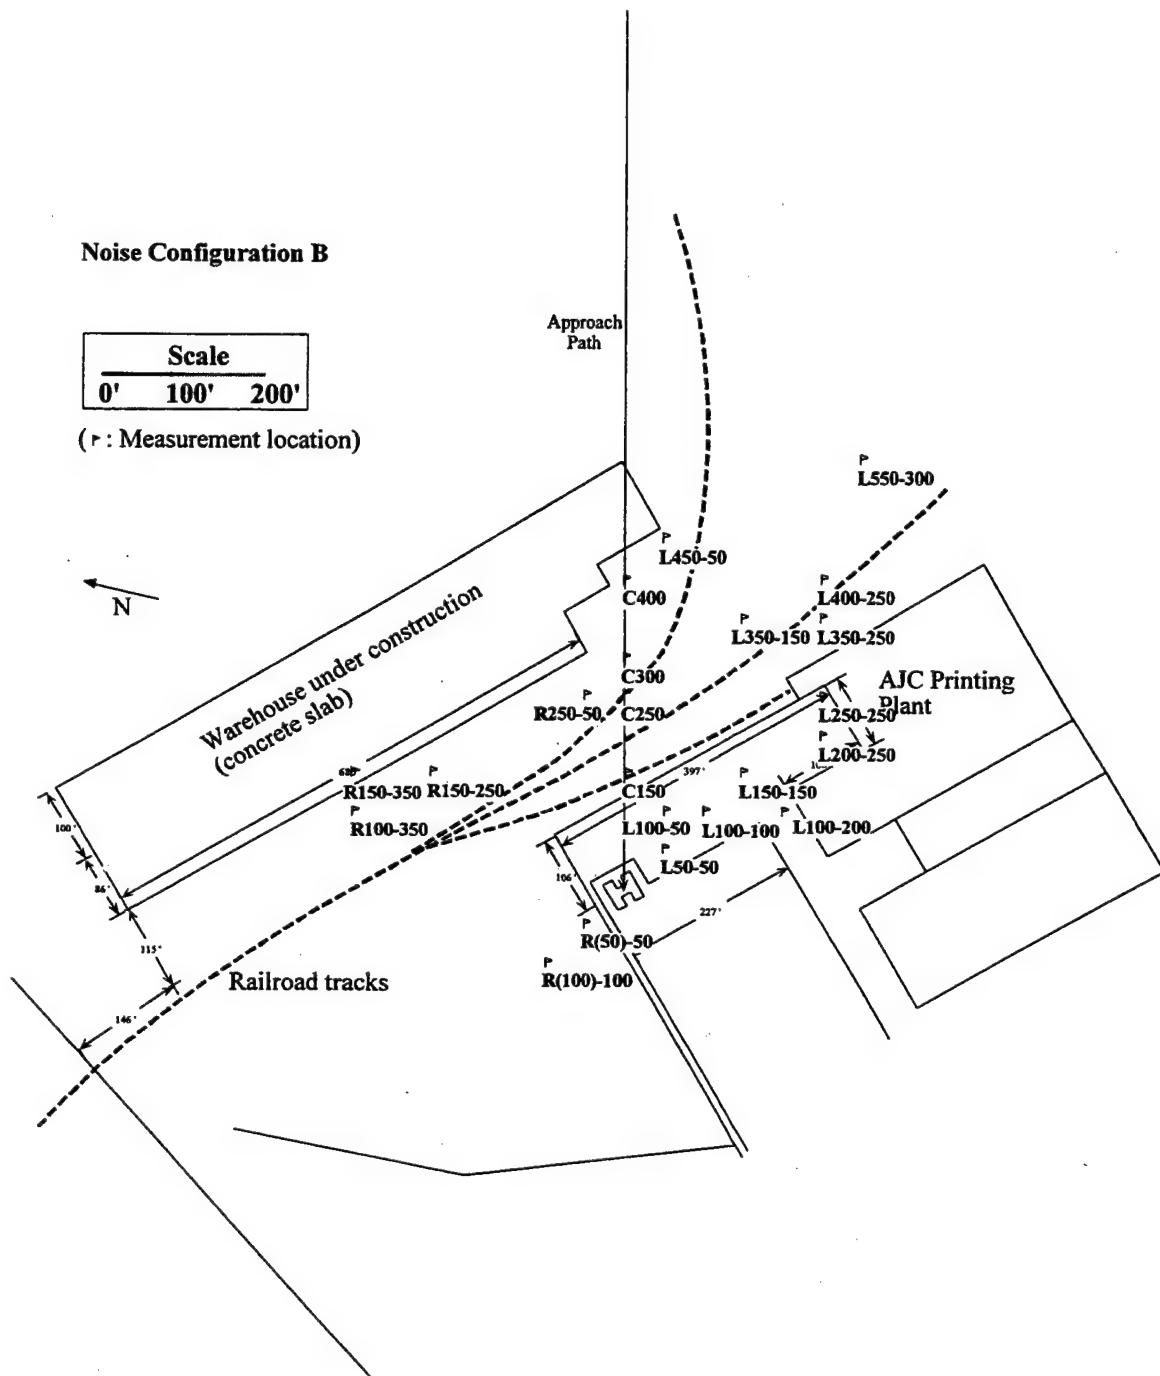 Noise Configuration B
Scale
0' 100' 200'
(: Measurement location)
Approach
Path
L550-300
L450-50
N
C400
L400-250
Warehouse under construction
(concrete slab)
L350-150
L350-250
C300
AJC Printing
Plant
R250-50
C250
L250-250
L200-250
397'
R150-350
R150-250
C150
L150-150
100'
R100-350
L100-50
L100-100
L100-200
106'
86'
L50-50
227'
115'
R(50)-50
R(100)-100
Railroad tracks
146'